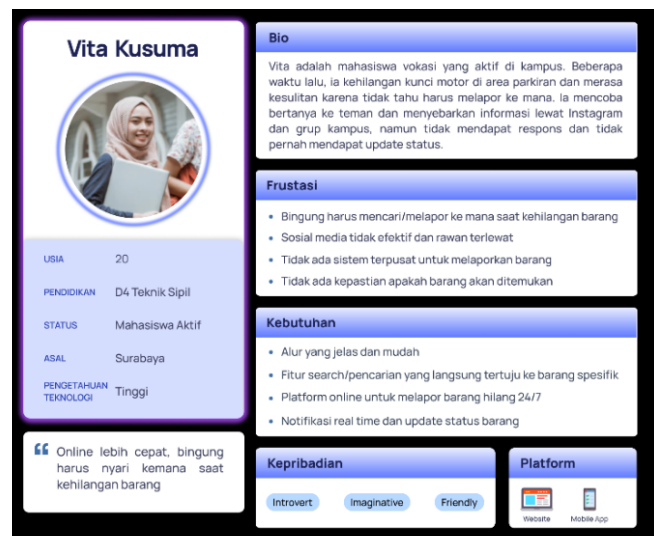 Vita Kusuma
USIA 20
PENDIDIKAN D4 Teknik Sipil
STATUS Mahasiswa Aktif
ASAL Surabaya
PENGETAHUAN
TEKNOLOGI Tinggi
“ Online lebih cepat, bingung
harus nyari kemana saat
kehilangan barang
Bio
Vita adalah mahasiswa vokasi yang aktif di kampus. Beberapa
waktu lalu, ia kehilangan kunci motor di area parkiran dan merasa
kesulitan karena tidak tahu harus melapor ke mana. Ia mencoba
bertanya ke teman dan menyebarkan informasi lewat Instagram
dan grup kampus, namun tidak mendapat respons dan tidak
pernah mendapat update status.
Frustasi
• Bingung harus mencari/melapor ke mana saat kehilangan barang
• Sosial media tidak efektif dan rawan terlewat
• Tidak ada sistem terpusat untuk melaporkan barang
• Tidak ada kepastian apakah barang akan ditemukan
Kebutuhan
• Alur yang jelas dan mudah
• Fitur search/pencarian yang langsung tertuju ke barang spesifik
• Platform online untuk melapor barang hilang 24/7
• Notifikasi real time dan update status barang
Kepribadian
Introvert Imaginative Friendly
Platform
Website Mobile App